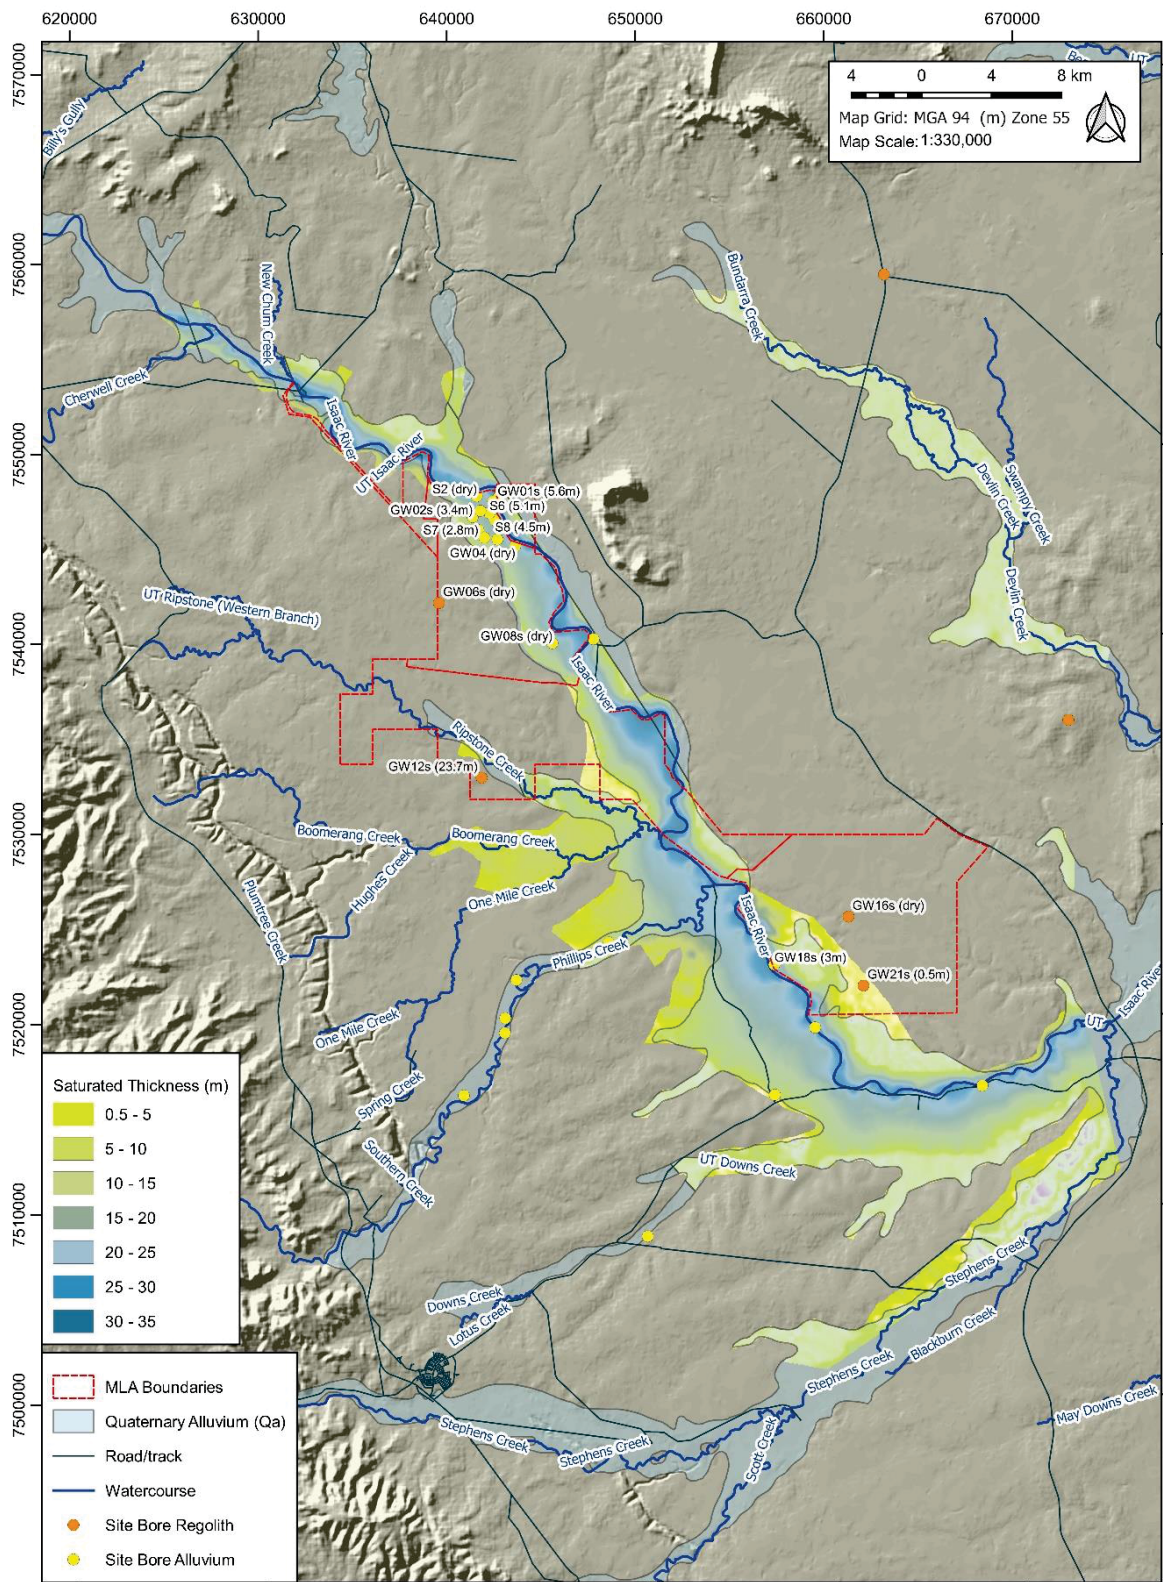 620000
630000
640000
650000
660000
670000
7570000
7560000
7550000
7540000
7530000
7520000
7510000
7500000
4 0 4 8 km
Map Grid: MGA 94 (m) Zone 55
Map Scale: 1:330,000
UT
Billy's Gully
New Chum Creek
Cherwell Creek
Bundarra Creek
Swampy Creek
Devlin Creek
Devlin Creek
Isaac River
UT Isaac River
S2 (dry)
GW01s (5.6m)
GW02s (3.4m)
S6 (5.1m)
S7 (2.8m)
S8 (4.5m)
GW04 (dry)
GW06s (dry)
UT Ripstone (Western Branch)
GW08s (dry)
Isaac River
Ripstone Creek
GW12s (23.7m)
Boomerang Creek
Boomerang Creek
Hughes Creek
One Mile Creek
Plumtree Creek
Phillips Creek
Isaac River
GW16s (dry)
GW18s (3m)
GW21s (0.5m)
Isaac River
UT
One Mile Creek
Spring Creek
Southern Creek
UT Downs Creek
Downs Creek
Lotus Creek
Stephens Creek
Blackburn Creek
Stephens Creek
May Downs Creek
Stephens Creek
Stephens Creek
Scott Creek
Saturated Thickness (m)
0.5 - 5
5 - 10
10 - 15
15 - 20
20 - 25
25 - 30
30 - 35
MLA Boundaries
Quaternary Alluvium (Qa)
Road/track
Watercourse
Site Bore Regolith
Site Bore Alluvium